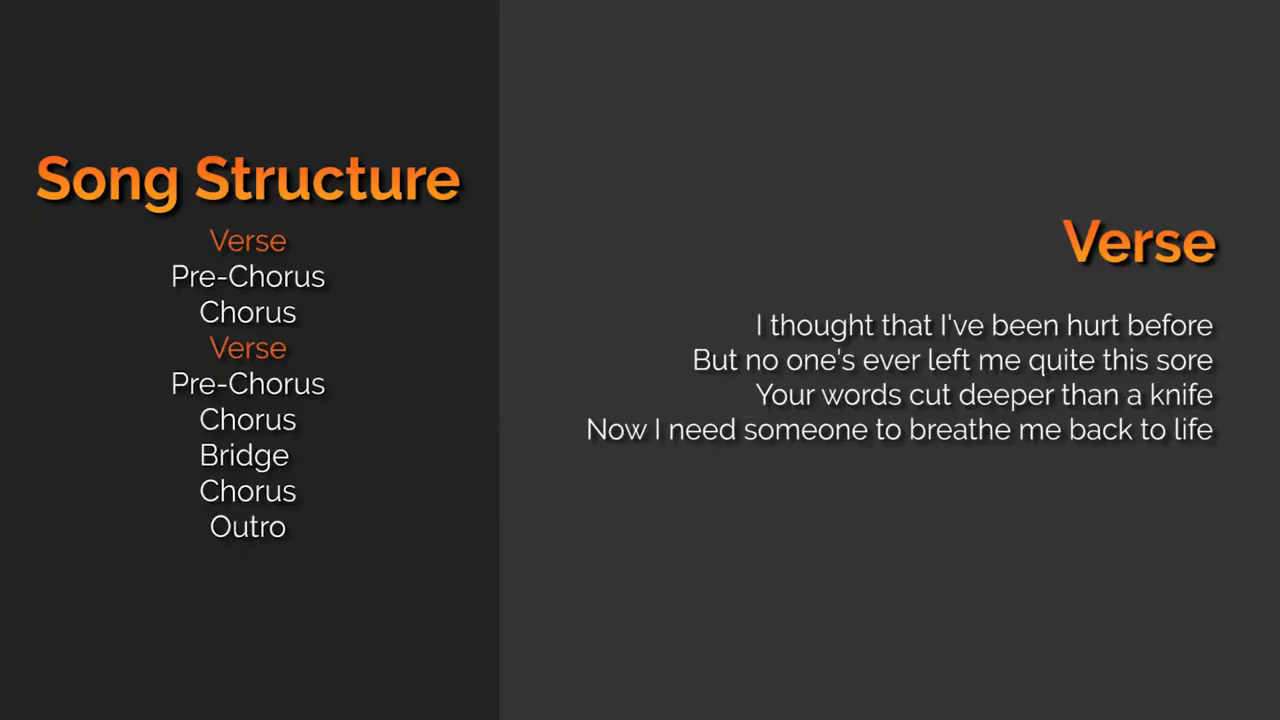 Song Structure
Verse
Pre-Chorus
Chorus
Verse
Pre-Chorus
Chorus
Bridge
Chorus
Outro
Verse
I thought that I've been hurt before
But no one's ever left me quite this sore
Your words cut deeper than a knife
Now I need someone to breathe me back to life